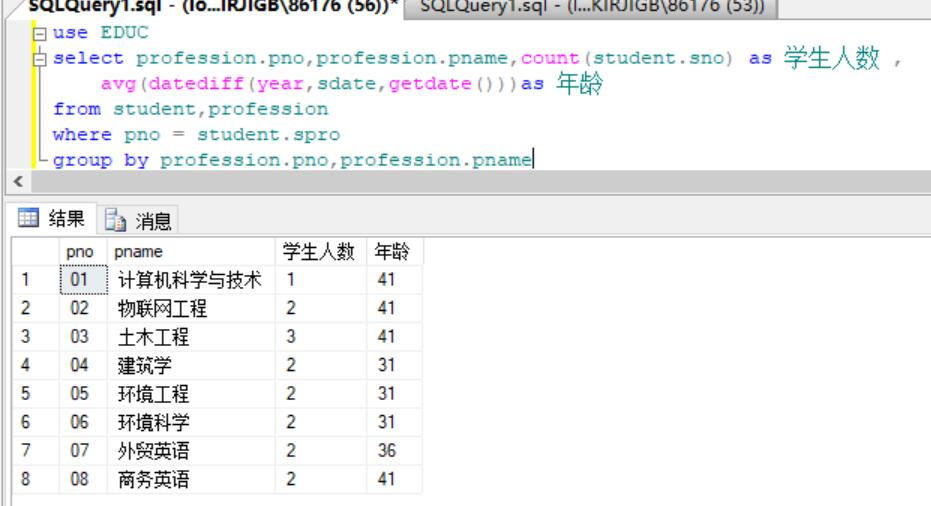 SQLQuery1.sql - (lo...IRJIGB\86176 (56))* SQLQuery1.sql - (l...KIRJIGB\86176 (53))
use EDUC
select profession.pno,profession.pname,count(student.sno) as 学生人数 ,
avg(datediff(year,sdate,getdate()))as 年龄
from student,profession
where pno = student.spro
group by profession.pno,profession.pname
结果 消息
pno pname 学生人数 年龄
1 01 计算机科学与技术 1 41
2 02 物联网工程 2 41
3 03 土木工程 3 41
4 04 建筑学 2 31
5 05 环境工程 2 31
6 06 环境科学 2 31
7 07 外贸英语 2 36
8 08 商务英语 2 41